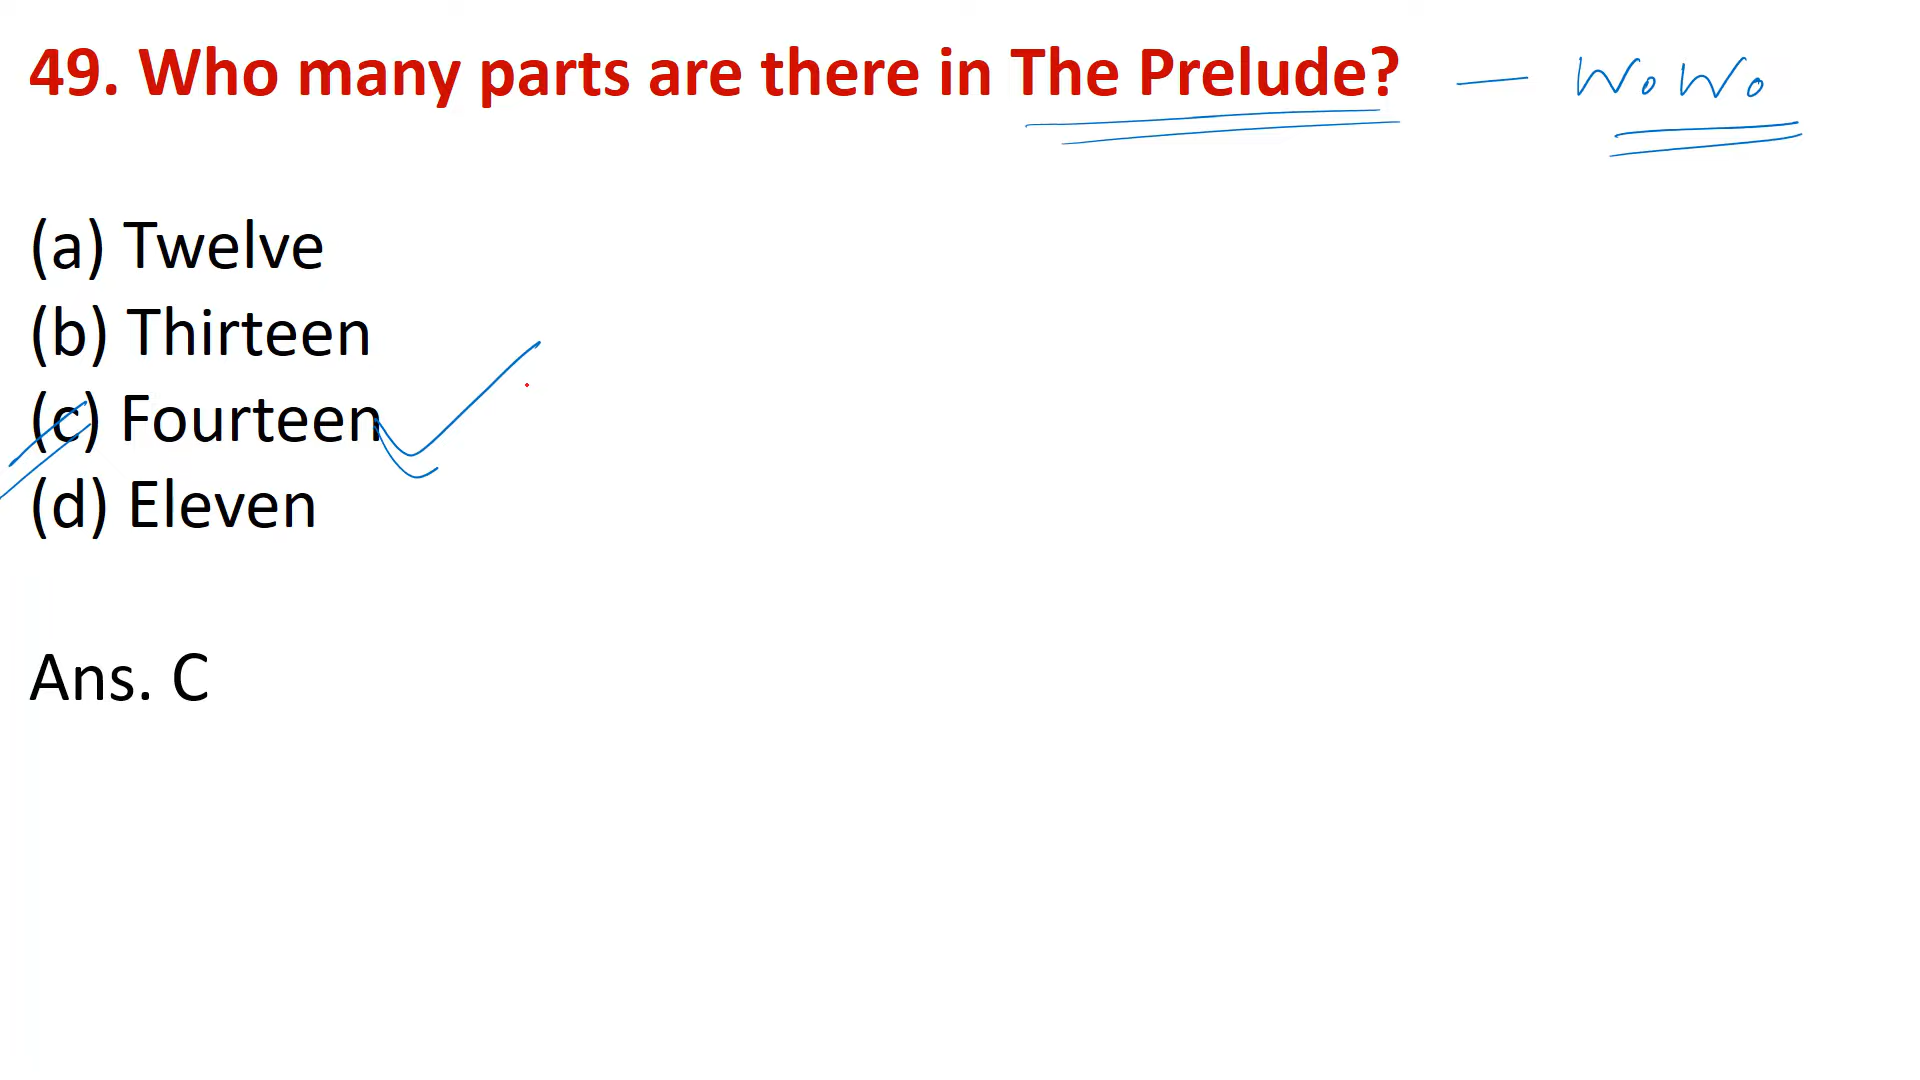 49. Who many parts are there in The Prelude? — WoWo
(a) Twelve
(b) Thirteen
(c) Fourteen
(d) Eleven
Ans. C